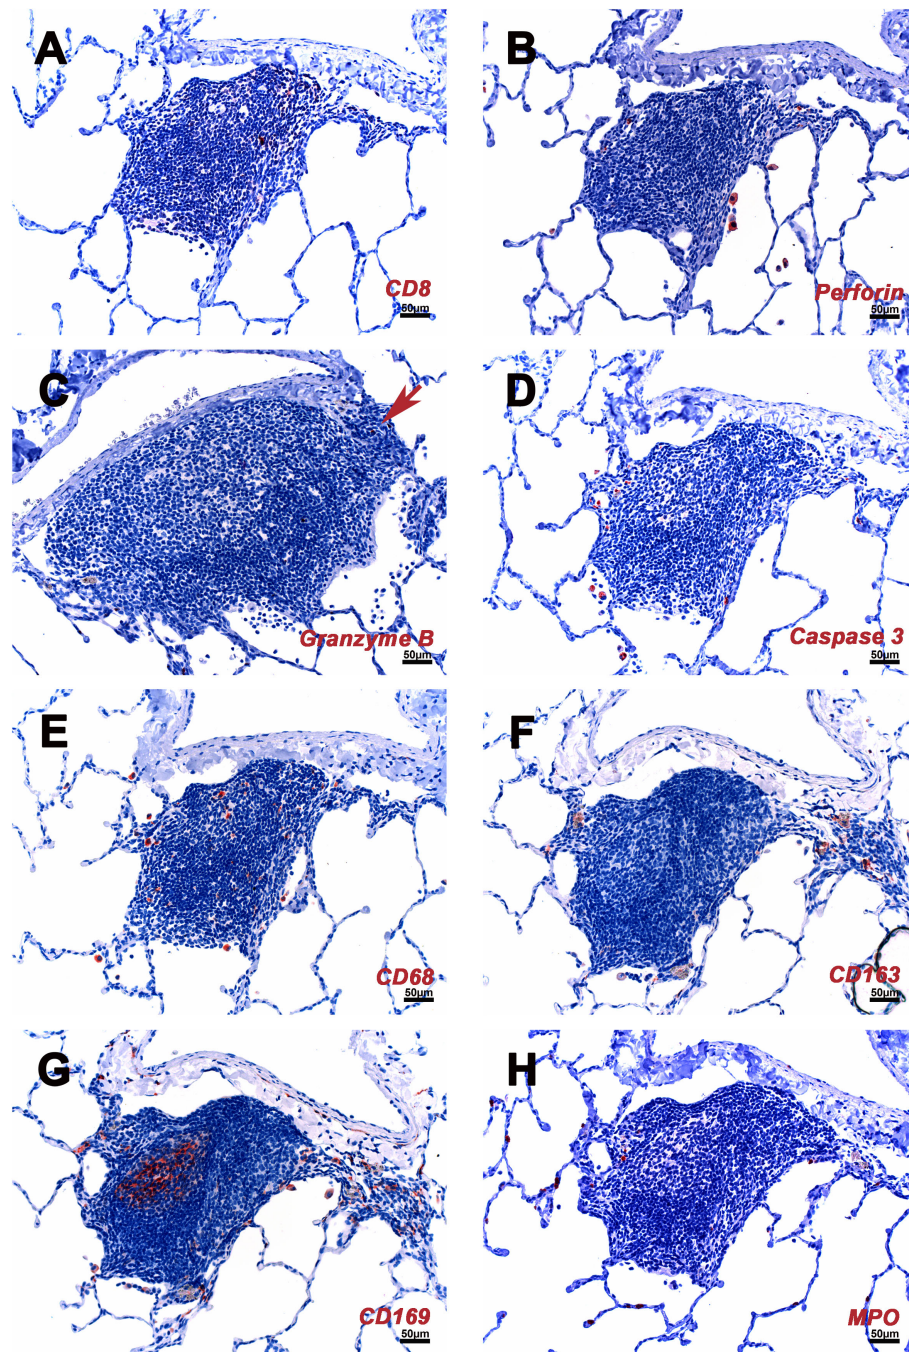 A
CD8
50µm
B
Perforin
50µm
C
Granzyme B
50µm
D
Caspase 3
50µm
E
CD68
50µm
F
CD163
50µm
G
CD169
50µm
H
MPO
50µm